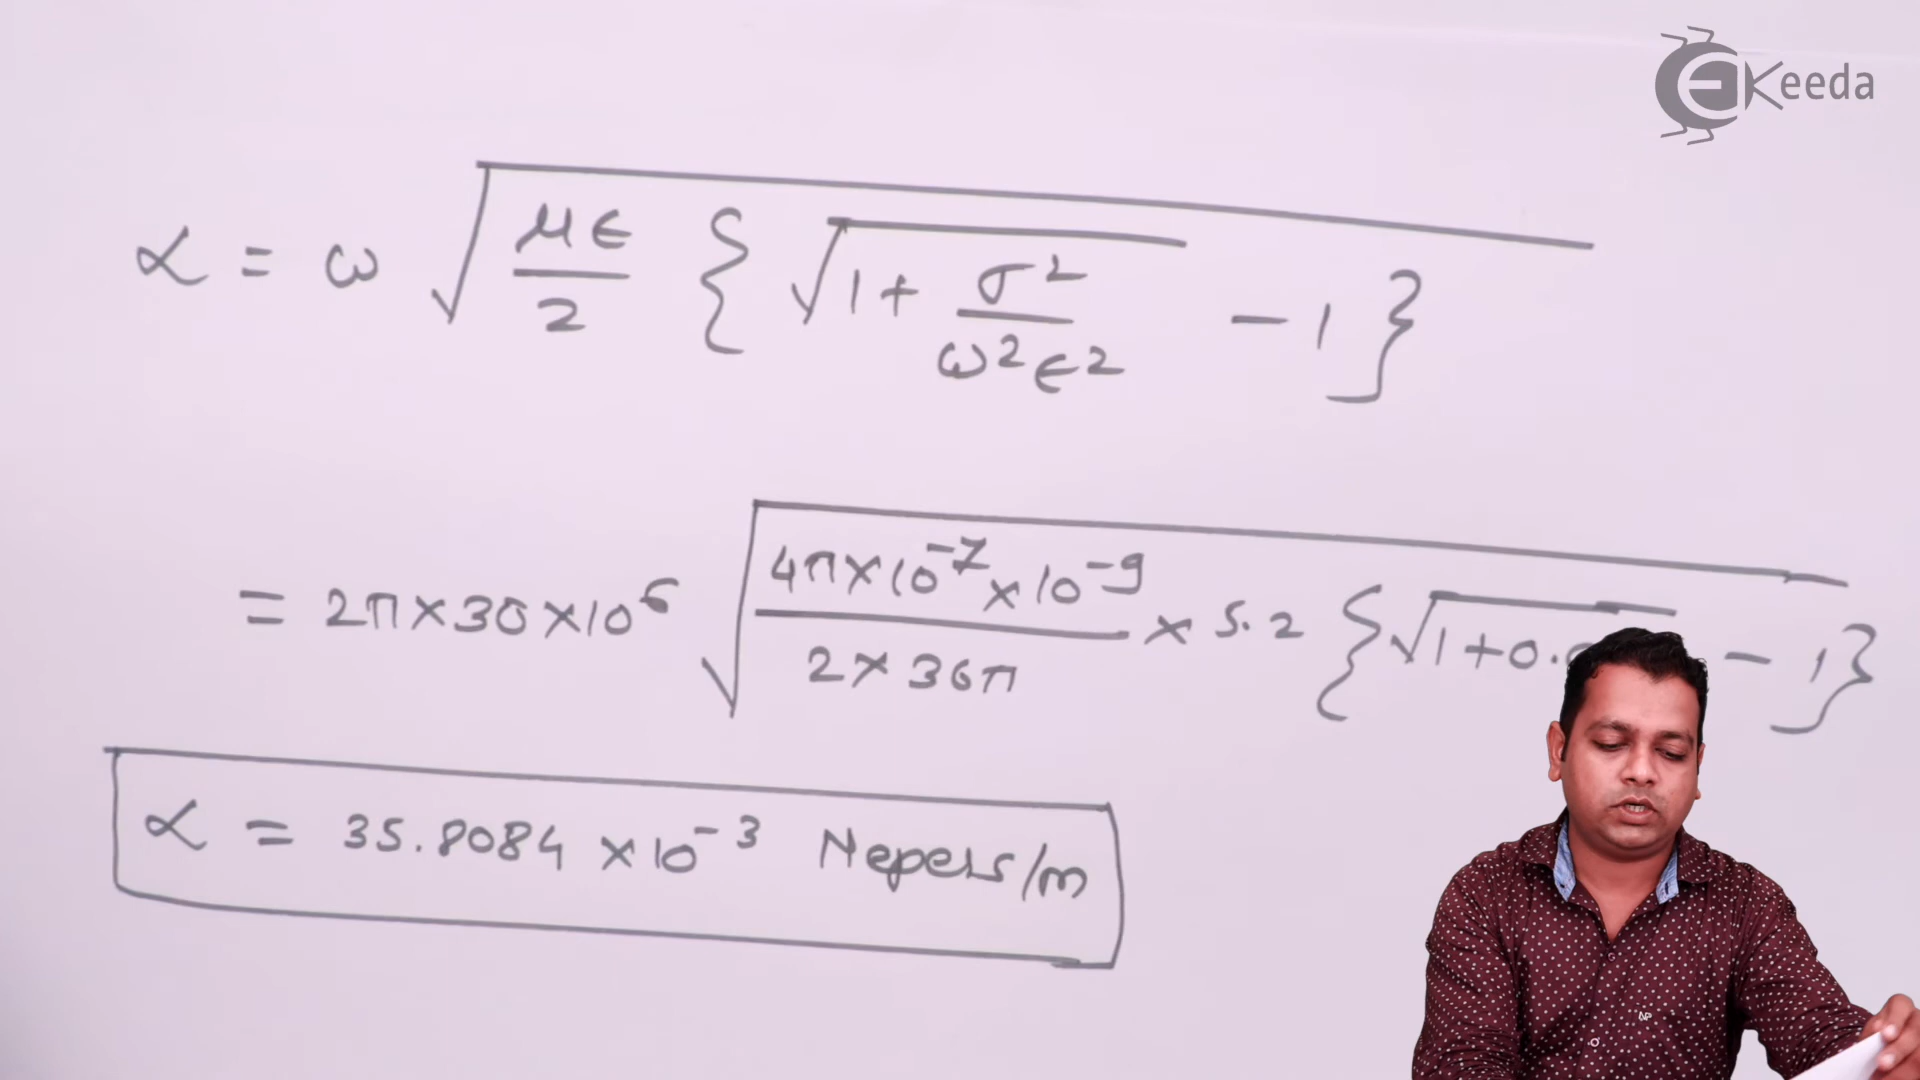 EKeeda
α = ω √(με/2 {√(1+σ²/ω²ε²) - 1})
= 2π×30×10⁶ √(4π×10⁻⁷×10⁻⁹/2×36π × 5.2 {√(1+0. - 1})
α = 35.8084 ×10⁻³ Nepers/m
NP